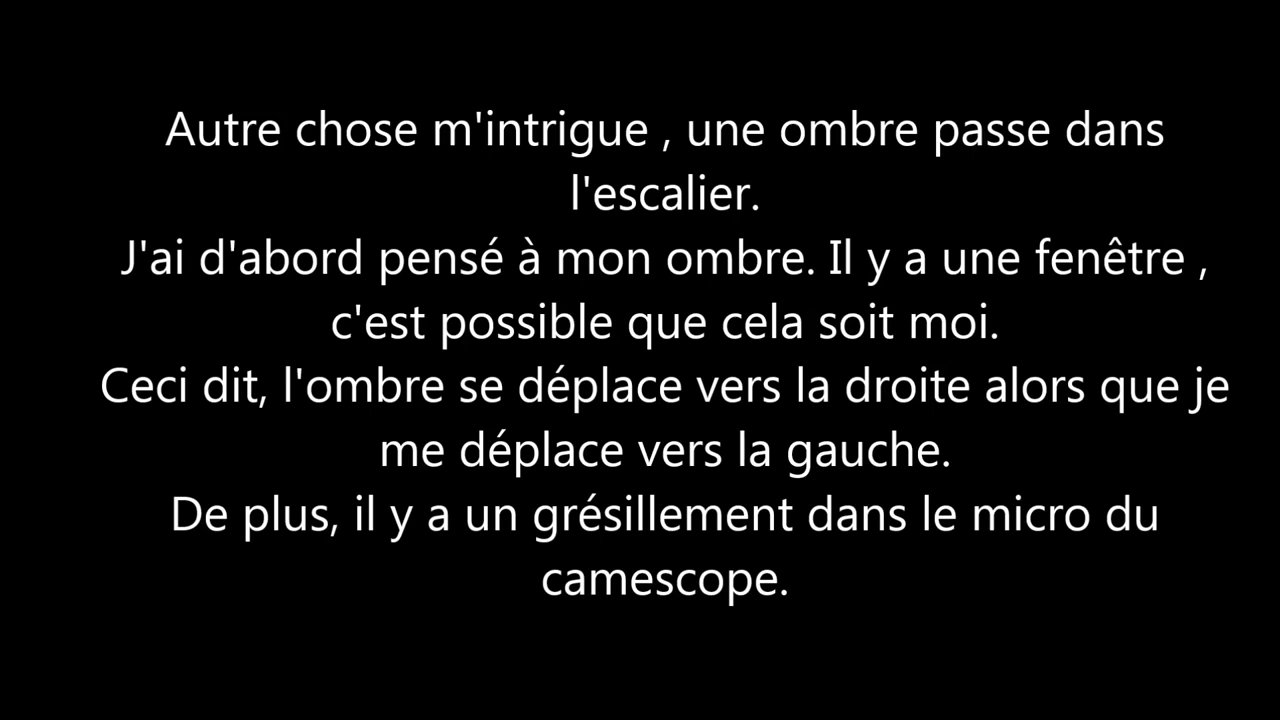 Autre chose m'intrigue , une ombre passe dans
l'escalier.
J'ai d'abord pensé à mon ombre. Il y a une fenêtre ,
c'est possible que cela soit moi.
Ceci dit, l'ombre se déplace vers la droite alors que je
me déplace vers la gauche.
De plus, il y a un grésillement dans le micro du
camescope.